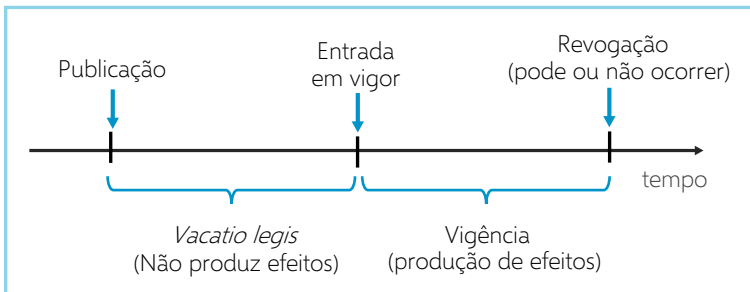 Publicação
Entrada
em vigor
Revogação
(pode ou não ocorrer)
tempo
Vacatio legis
(Não produz efeitos)
Vigência
(produção de efeitos)